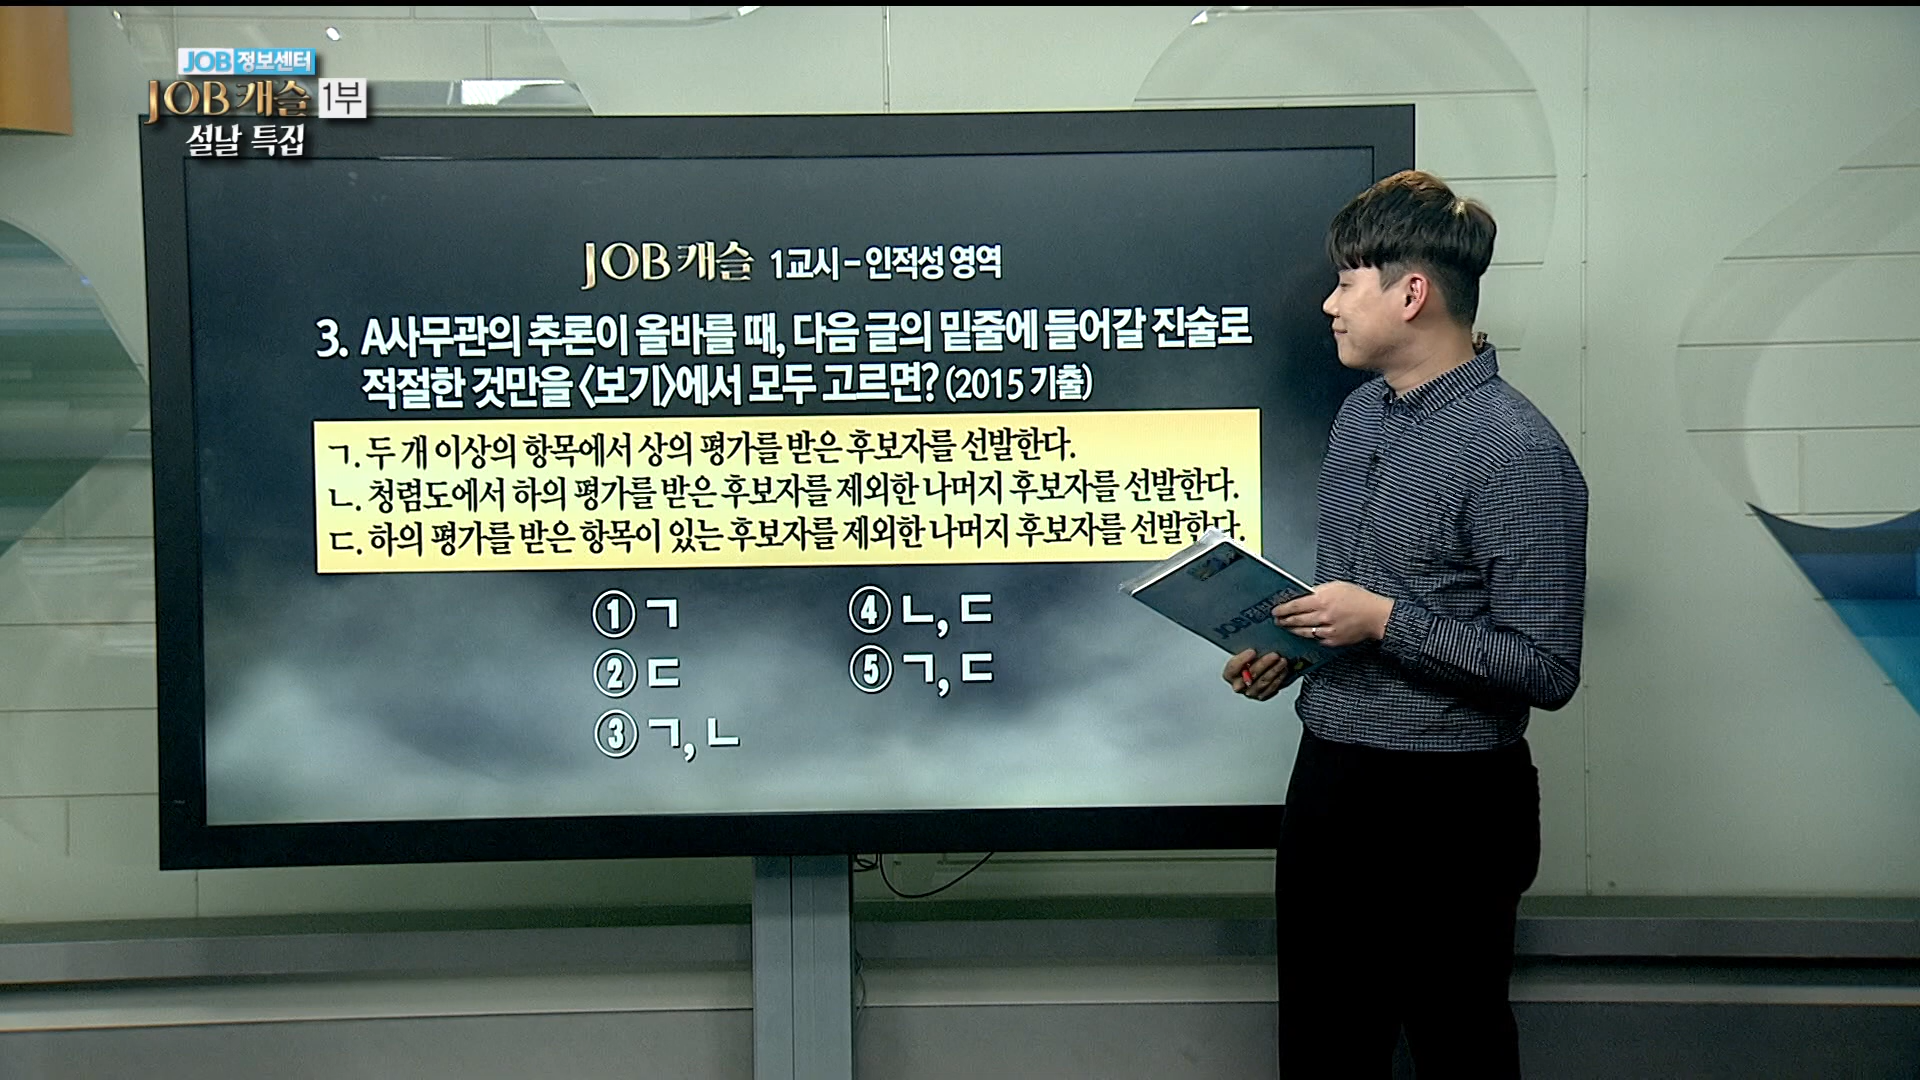 JOB 정보센터
JOB 캐슬 1부
설날 특집
JOB 캐슬 1교시 - 인적성 영역
3. A사무관의 추론이 올바를 때, 다음 글의 밑줄에 들어갈 진술로
적절한 것만을 <보기>에서 모두 고르면? (2015 기출)
ㄱ. 두 개 이상의 항목에서 상의 평가를 받은 후보자를 선발한다.
ㄴ. 청렴도에서 하의 평가를 받은 후보자를 제외한 나머지 후보자를 선발한다.
ㄷ. 하의 평가를 받은 항목이 있는 후보자를 제외한 나머지 후보자를 선발한다.
① ㄱ
② ㄷ
③ ㄱ, ㄴ
④ ㄴ, ㄷ
⑤ ㄱ, ㄷ
JOB 정보센터